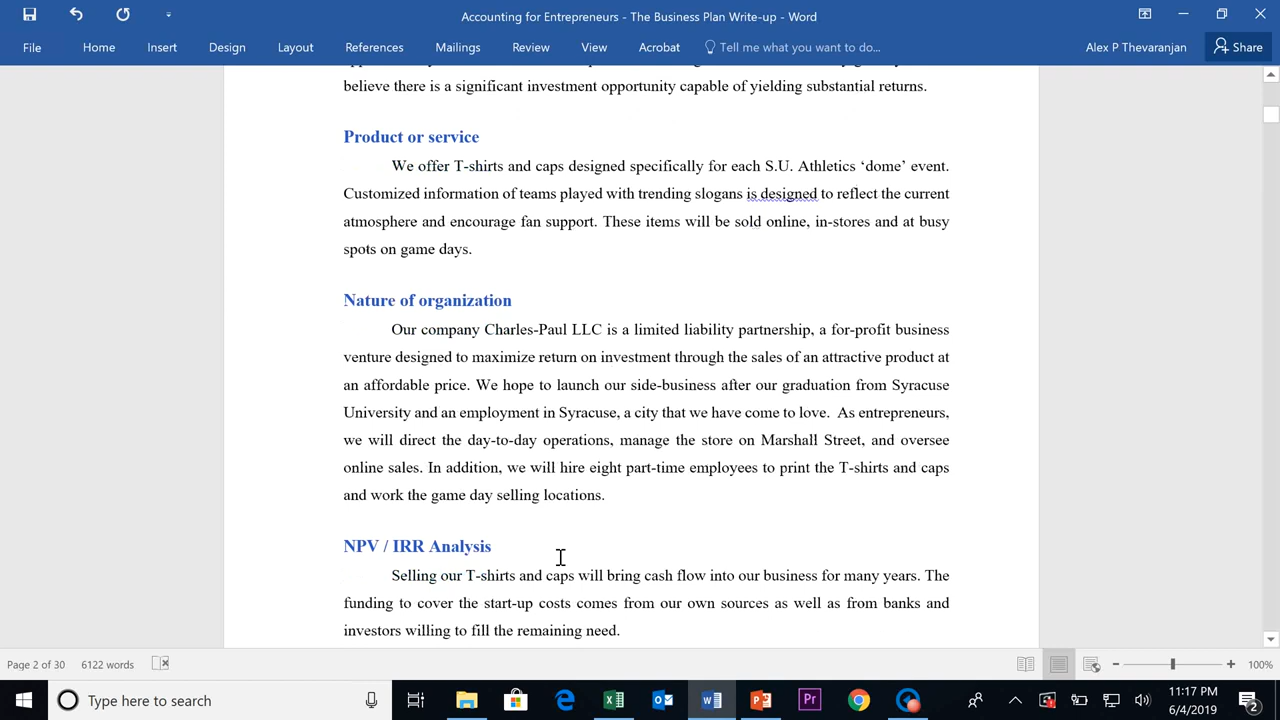 Accounting for Entrepreneurs - The Business Plan Write-up - Word
File Home Insert Design Layout References Mailings Review View Acrobat Tell me what you want to do... Alex P Thevaranjan Share
believe there is a significant investment opportunity capable of yielding substantial returns.
Product or service
We offer T-shirts and caps designed specifically for each S.U. Athletics ‘dome’ event.
Customized information of teams played with trending slogans is designed to reflect the current
atmosphere and encourage fan support. These items will be sold online, in-stores and at busy
spots on game days.
Nature of organization
Our company Charles-Paul LLC is a limited liability partnership, a for-profit business
venture designed to maximize return on investment through the sales of an attractive product at
an affordable price. We hope to launch our side-business after our graduation from Syracuse
University and an employment in Syracuse, a city that we have come to love.  As entrepreneurs,
we will direct the day-to-day operations, manage the store on Marshall Street, and oversee
online sales. In addition, we will hire eight part-time employees to print the T-shirts and caps
and work the game day selling locations.
NPV / IRR Analysis
Selling our T-shirts and caps will bring cash flow into our business for many years. The
funding to cover the start-up costs comes from our own sources as well as from banks and
investors willing to fill the remaining need.
Page 2 of 30 6122 words 100%
Type here to search
11:17 PM
6/4/2019
2